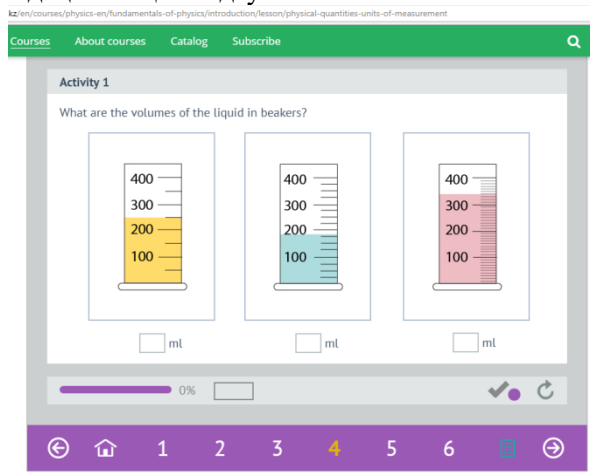 kz/en/courses/physics-en/fundamentals-of-physics/introduction/lesson/physical-quantities-units-of-measurement
Courses About courses Catalog Subscribe
Activity 1
What are the volumes of the liquid in beakers?
400 400 400
300 300 300
200 200 200
100 100 100
ml ml ml
0%
1 2 3 4 5 6